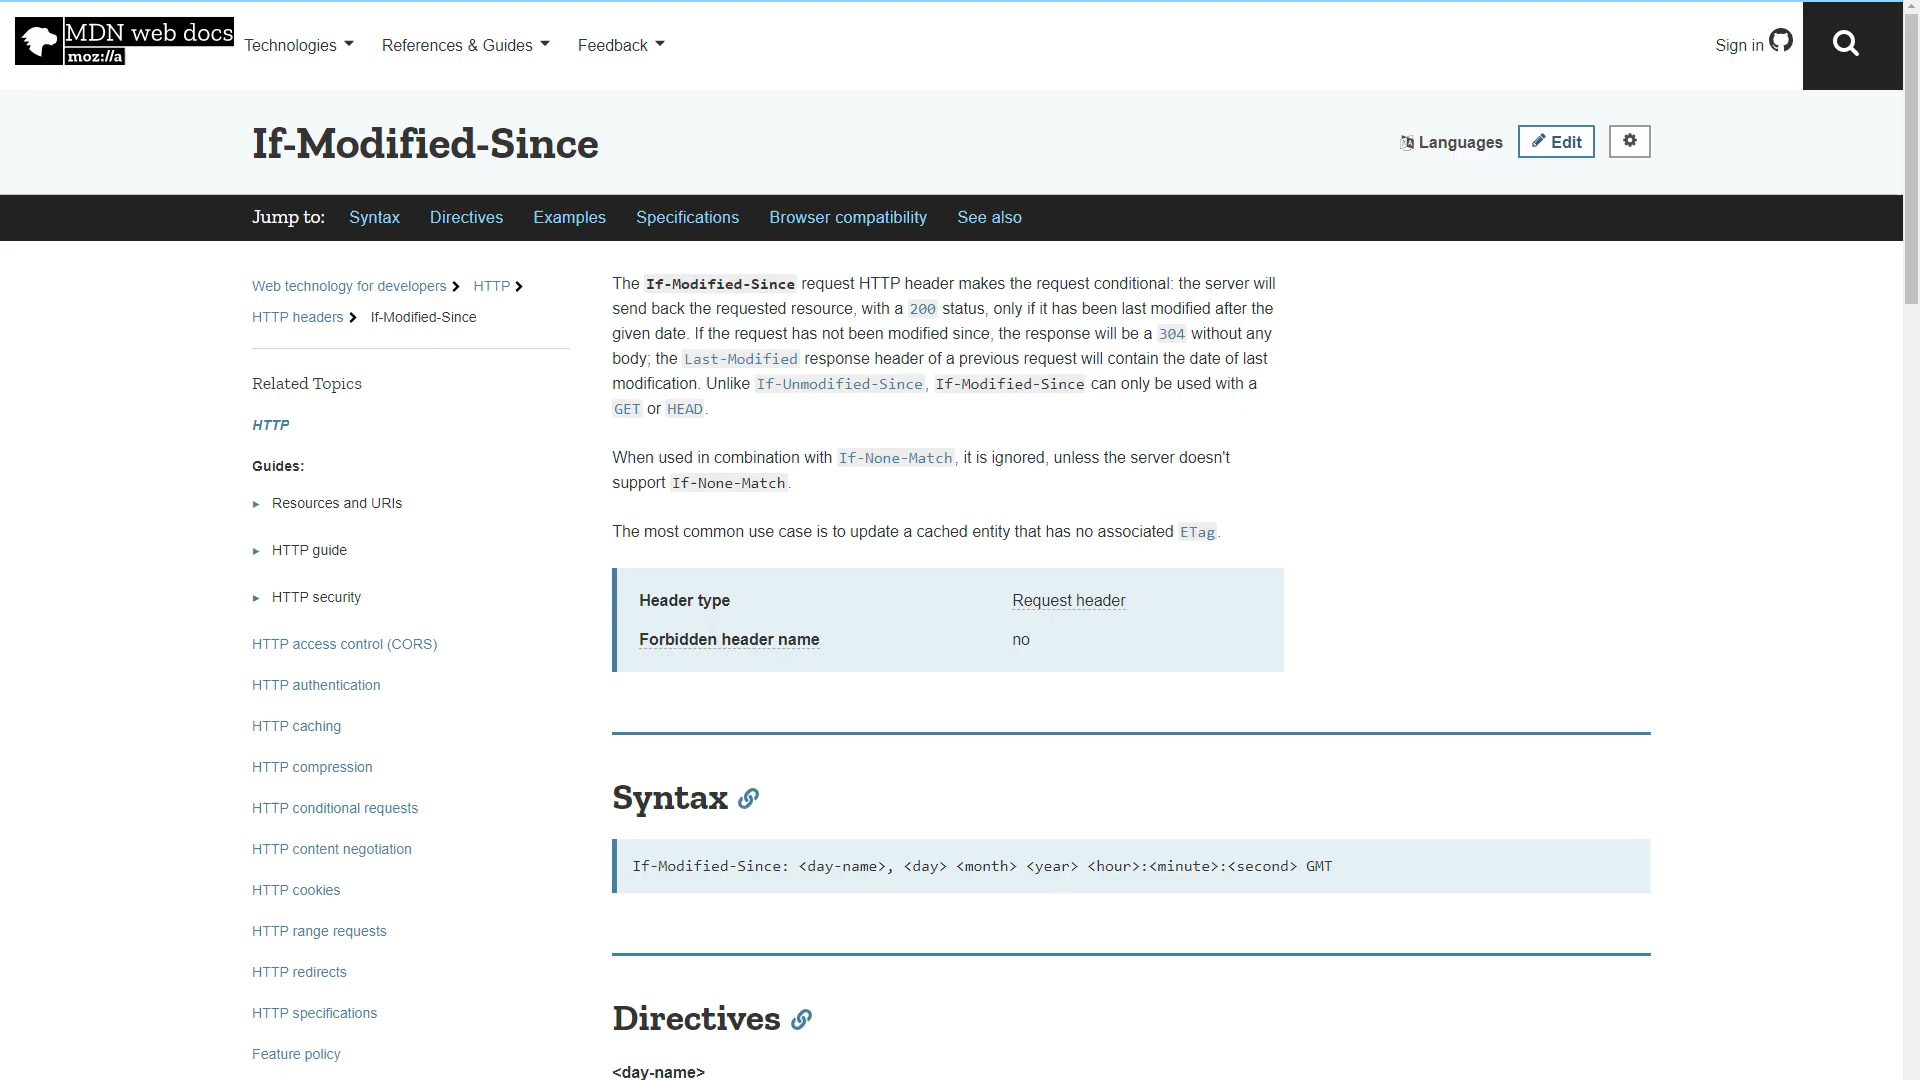 MDN web docs
moz://a
Technologies
References & Guides
Feedback
Sign in
If-Modified-Since
Languages
Edit
Jump to:
Syntax
Directives
Examples
Specifications
Browser compatibility
See also
Web technology for developers
HTTP
HTTP headers
If-Modified-Since
Related Topics
HTTP
Guides:
Resources and URIs
HTTP guide
HTTP security
HTTP access control (CORS)
HTTP authentication
HTTP caching
HTTP compression
HTTP conditional requests
HTTP content negotiation
HTTP cookies
HTTP range requests
HTTP redirects
HTTP specifications
Feature policy
The If-Modified-Since request HTTP header makes the request conditional: the server will
send back the requested resource, with a 200 status, only if it has been last modified after the
given date. If the request has not been modified since, the response will be a 304 without any
body; the Last-Modified response header of a previous request will contain the date of last
modification. Unlike If-Unmodified-Since, If-Modified-Since can only be used with a
GET or HEAD.
When used in combination with If-None-Match, it is ignored, unless the server doesn't
support If-None-Match.
The most common use case is to update a cached entity that has no associated ETag.
Header type
Request header
Forbidden header name
no
Syntax
If-Modified-Since: <day-name>, <day> <month> <year> <hour>:<minute>:<second> GMT
Directives
<day-name>